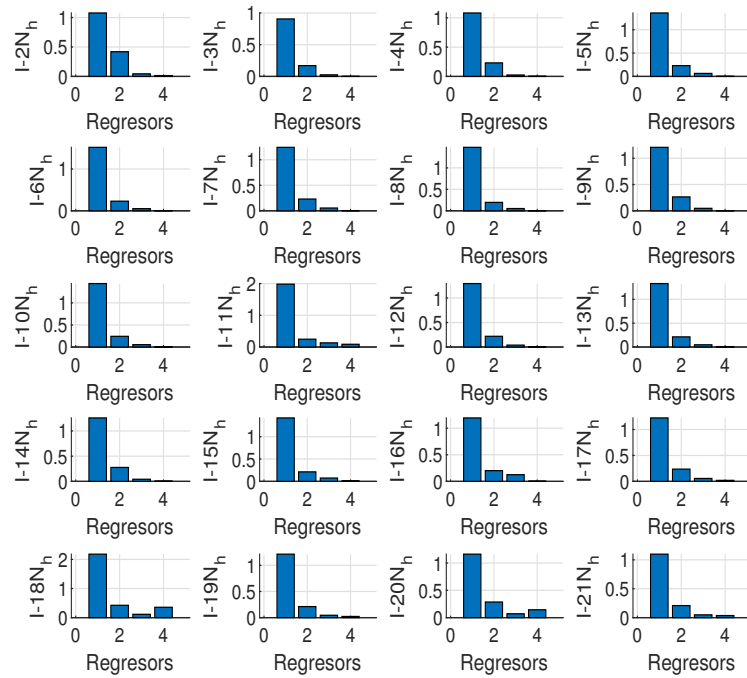 I-2N_h
1
0.5
0
0 2 4
Regresors
I-3N_h
1
0.5
0
0 2 4
Regresors
I-4N_h
1
0.5
0
0 2 4
Regresors
I-5N_h
1
0.5
0
0 2 4
Regresors
I-6N_h
1
0
0 2 4
Regresors
I-7N_h
1
0.5
0
0 2 4
Regresors
I-8N_h
1
0.5
0
0 2 4
Regresors
I-9N_h
1
0.5
0
0 2 4
Regresors
I-10N_h
1
0.5
0
0 2 4
Regresors
I-11N_h
2
1
0
0 2 4
Regresors
I-12N_h
1
0.5
0
0 2 4
Regresors
I-13N_h
1
0.5
0
0 2 4
Regresors
I-14N_h
1
0.5
0
0 2 4
Regresors
I-15N_h
1
0.5
0
0 2 4
Regresors
I-16N_h
1
0.5
0
0 2 4
Regresors
I-17N_h
1
0.5
0
0 2 4
Regresors
I-18N_h
2
1
0
0 2 4
Regresors
I-19N_h
1
0.5
0
0 2 4
Regresors
I-20N_h
1
0.5
0
0 2 4
Regresors
I-21N_h
1
0.5
0
0 2 4
Regresors